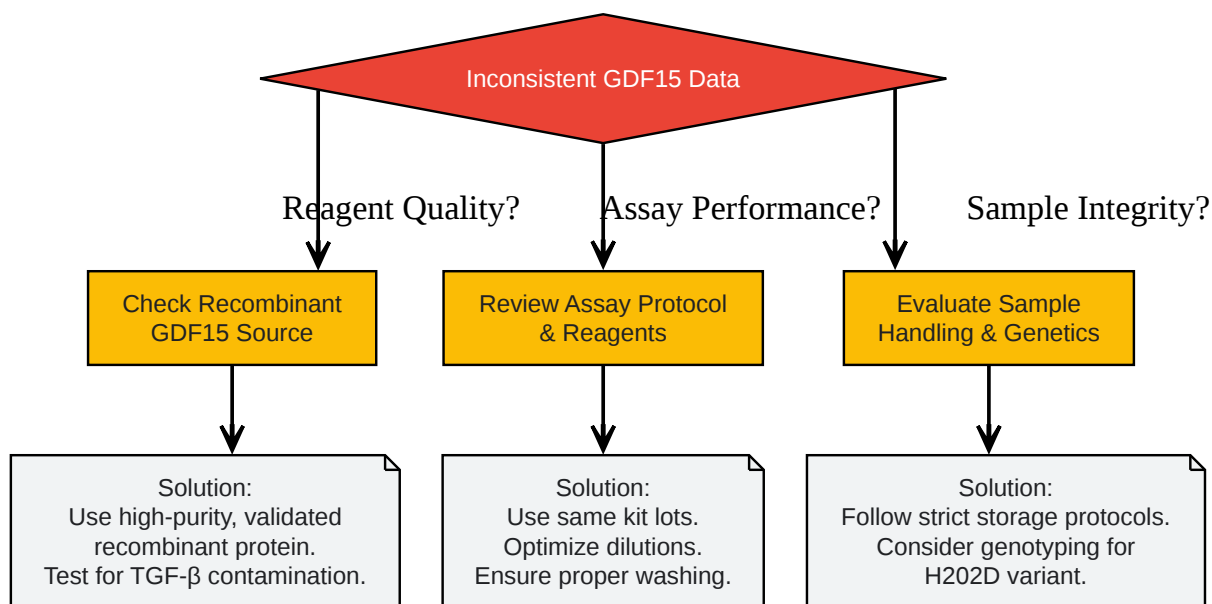 Inconsistent GDF15 Data
Reagent Quality?
Assay Performance?
Sample Integrity?
Check Recombinant
GDF15 Source
Review Assay Protocol
& Reagents
Evaluate Sample
Handling & Genetics
Solution:
Use high-purity, validated
recombinant protein.
Test for TGF-β contamination.
Solution:
Use same kit lots.
Optimize dilutions.
Ensure proper washing.
Solution:
Follow strict storage protocols.
Consider genotyping for
H202D variant.